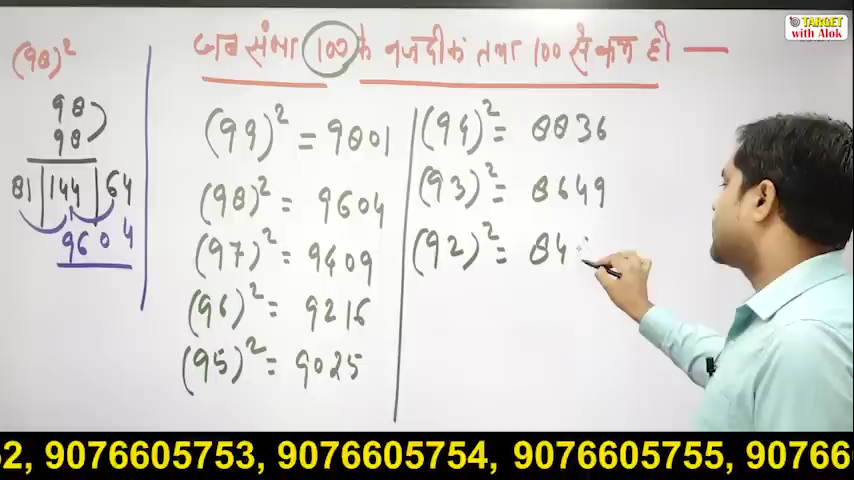 TARGET
with Alok
जब संख्या 100 के नजदीक तथा 100 से कम हो —
(98)²
98
98
81 | 144 | 64
9604
(99)² = 9801
(98)² = 9604
(97)² = 9409
(96)² = 9216
(95)² = 9025
(94)² = 8836
(93)² = 8649
(92)² = 84
52, 9076605753, 9076605754, 9076605755, 90766